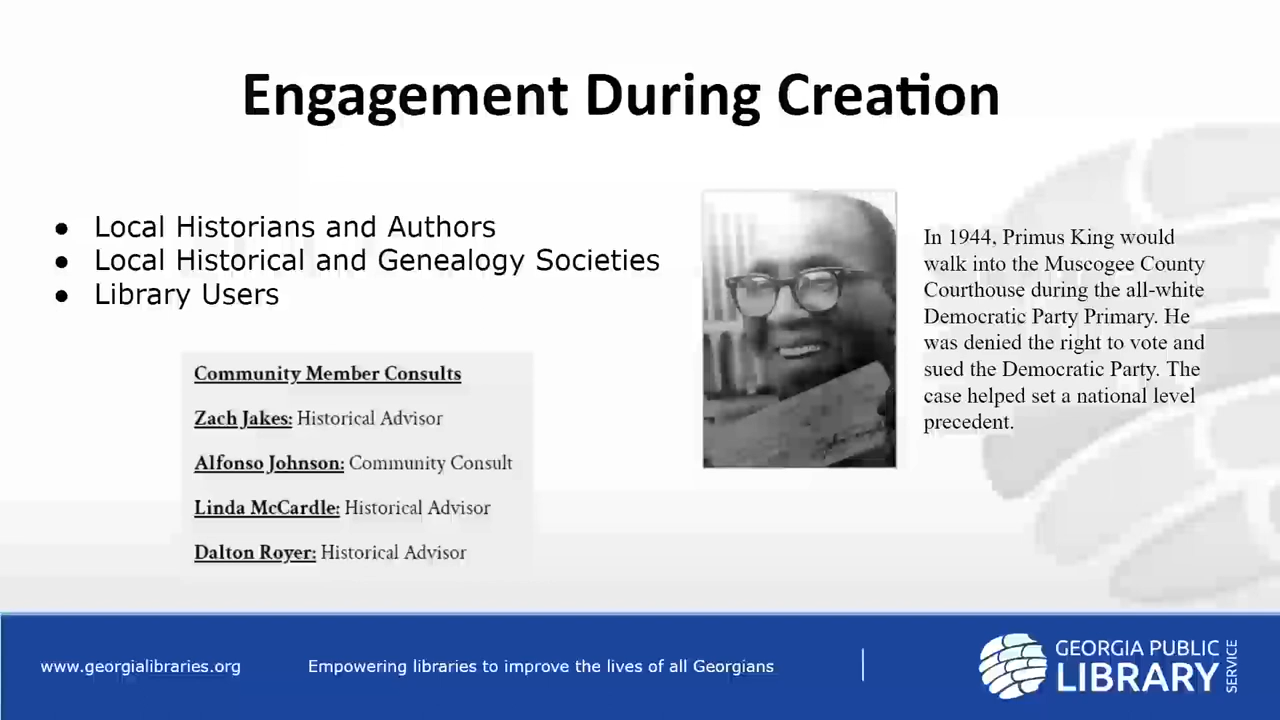 Engagement During Creation
● Local Historians and Authors
● Local Historical and Genealogy Societies
● Library Users
Community Member Consults
Zach Jakes: Historical Advisor
Alfonso Johnson: Community Consult
Linda McCardle: Historical Advisor
Dalton Royer: Historical Advisor
In 1944, Primus King would
walk into the Muscogee County
Courthouse during the all-white
Democratic Party Primary. He
was denied the right to vote and
sued the Democratic Party. The
case helped set a national level
precedent.
www.georgialibraries.org
Empowering libraries to improve the lives of all Georgians
GEORGIA PUBLIC
LIBRARY
SERVICE